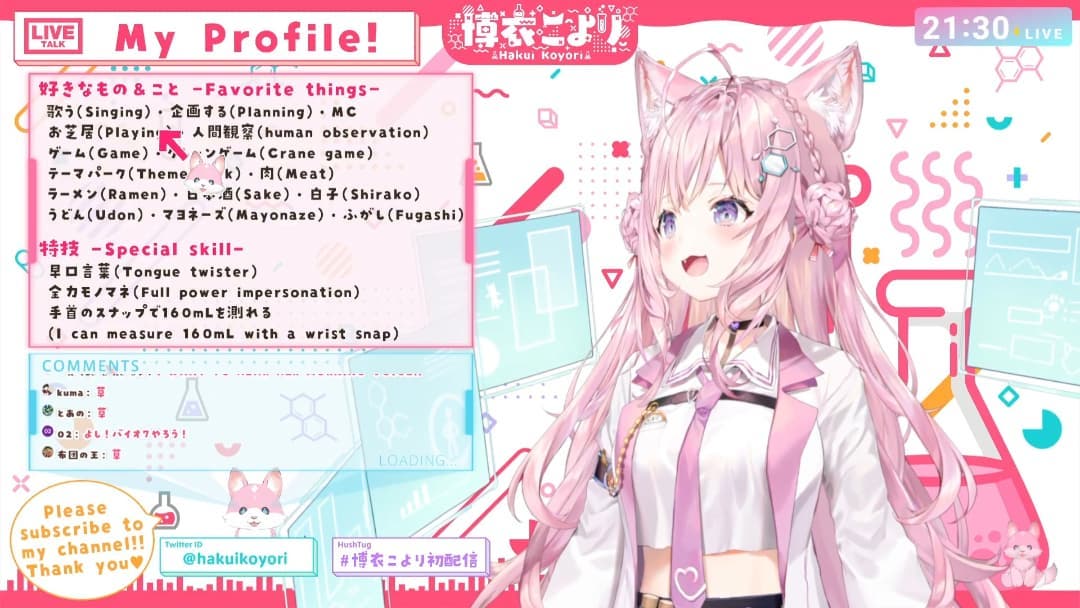 LIVE
TALK
My Profile!
博衣こより
Hakui Koyori
21:30
LIVE
好きなもの&こと -Favorite things-
歌う(Singing)・企画する(Planning)・MC
お芝居(Playing)・人間観察(human observation)
ゲーム(Game)・ クレーンゲーム(Crane game)
テーマパーク(Theme k)・肉(Meat)
ラーメン(Ramen)・日本酒(Sake)・白子(Shirako)
うどん(Udon)・マヨネーズ(Mayonaze)・ふがし(Fugashi)
特技 -Special skill-
早口言葉(Tongue twister)
全力モノマネ(Full power impersonation)
手首のスナップで160mLを測れる
(I can measure 160mL with a wrist snap)
COMMENTS
kuma: 草
とあの: 草
02: よし!バイオ7やろう!
布団の王: 草
LOADING...
Please
subscribe to
my channel!!
Thank you♥
Twitter ID
@hakuikoyori
HushTug
#博衣こより初配信